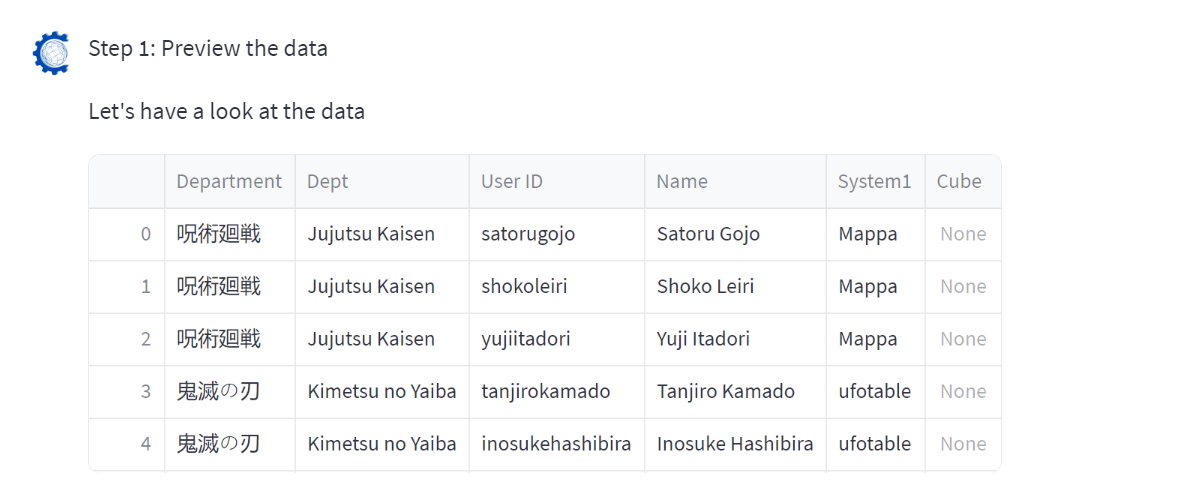 Step 1: Preview the data
Let's have a look at the data
Department Dept User ID Name System1 Cube
0 呪術廻戦 Jujutsu Kaisen satorugojo Satoru Gojo Mappa None
1 呪術廻戦 Jujutsu Kaisen shokoleiri Shoko Leiri Mappa None
2 呪術廻戦 Jujutsu Kaisen yujiitadori Yuji Itadori Mappa None
3 鬼滅の刃 Kimetsu no Yaiba tanjirokamado Tanjiro Kamado ufotable None
4 鬼滅の刃 Kimetsu no Yaiba inosukehashibira Inosuke Hashibira ufotable None